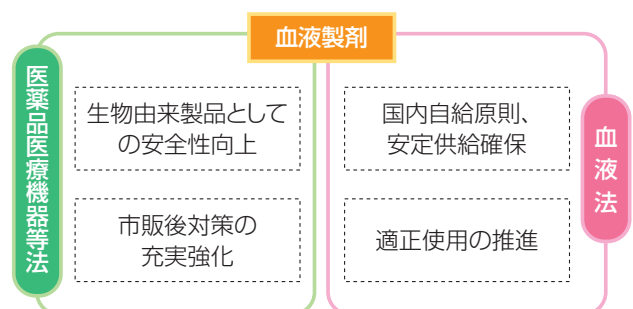 血液製剤
医薬品医療機器等法
生物由来製品として
の安全性向上
市販後対策の
充実強化
国内自給原則、
安定供給確保
適正使用の推進
血液法